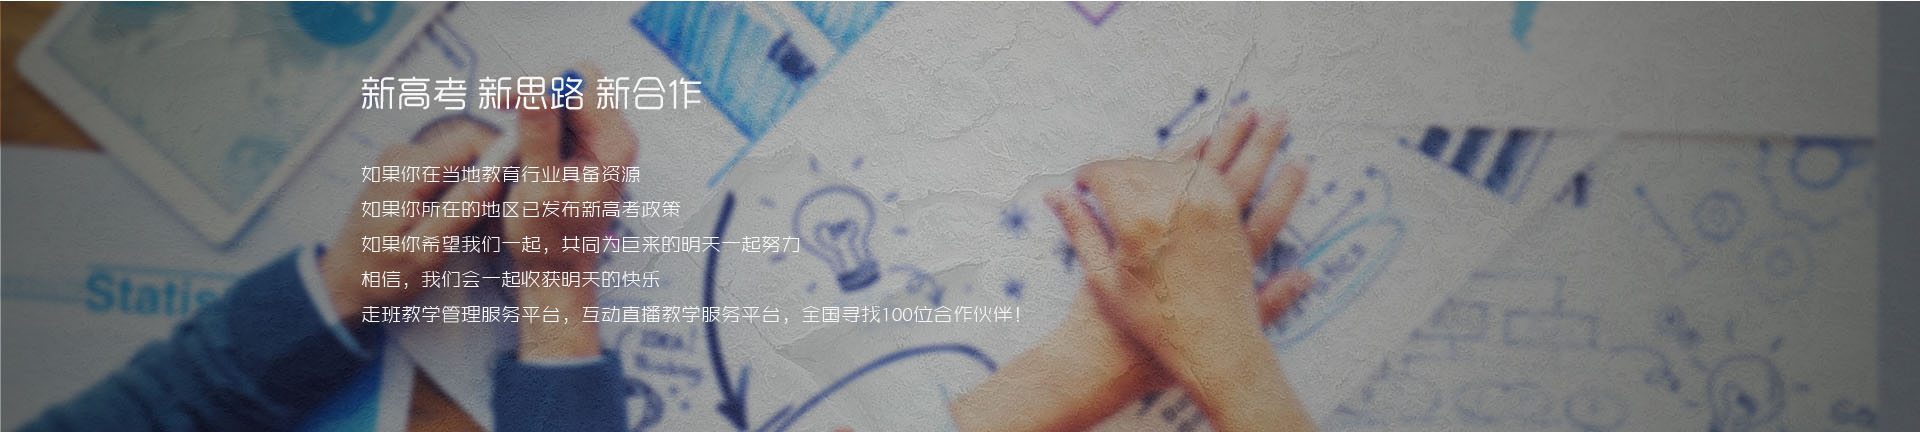 新高考 新思路 新合作
如果你在当地教育行业具备资源
如果你所在的地区已发布新高考政策
如果你希望我们一起，共同为巨来的明天一起努力
相信，我们会一起收获明天的快乐
走班教学管理服务平台，互动直播教学服务平台，全国寻找100位合作伙伴！
Statis